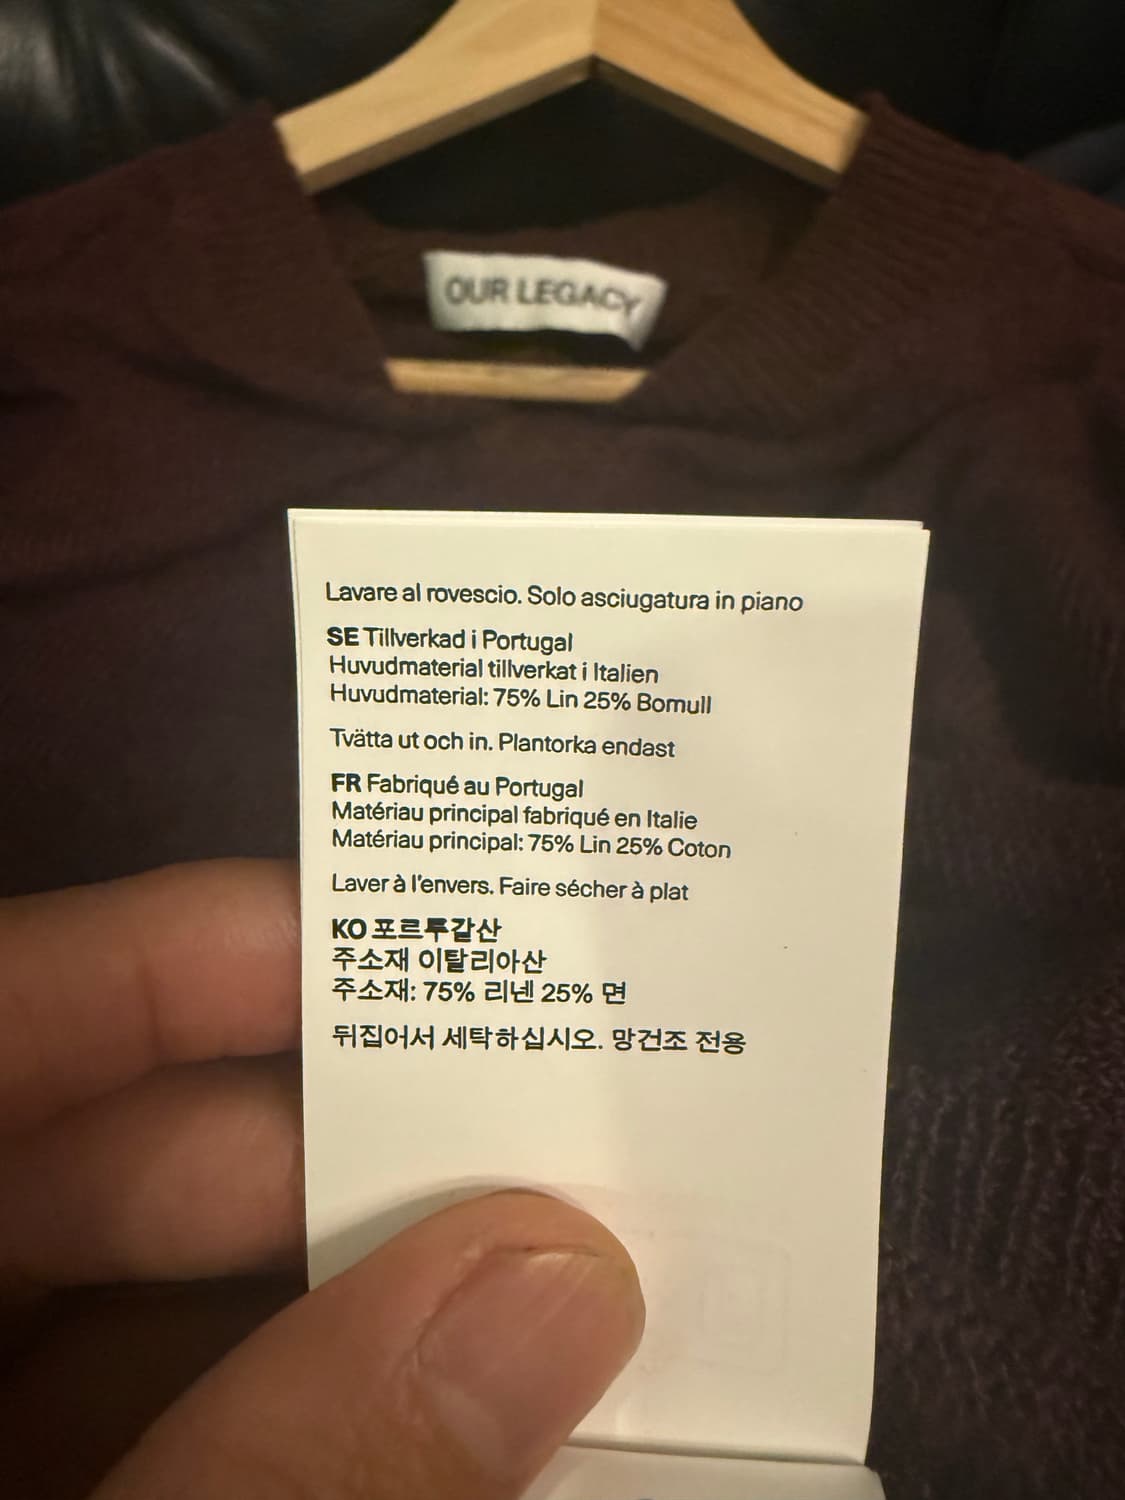 OUR LEGACY
Lavare al rovescio. Solo asciugatura in piano
SE Tillverkad i Portugal
Huvudmaterial tillverkat i Italien
Huvudmaterial: 75% Lin 25% Bomull
Tvätta ut och in. Plantorka endast
FR Fabriqué au Portugal
Matériau principal fabriqué en Italie
Matériau principal: 75% Lin 25% Coton
Laver à l'envers. Faire sécher à plat
KO 포르투갈산
주소재 이탈리아산
주소재: 75% 리넨 25% 면
뒤집어서 세탁하십시오. 망건조 전용